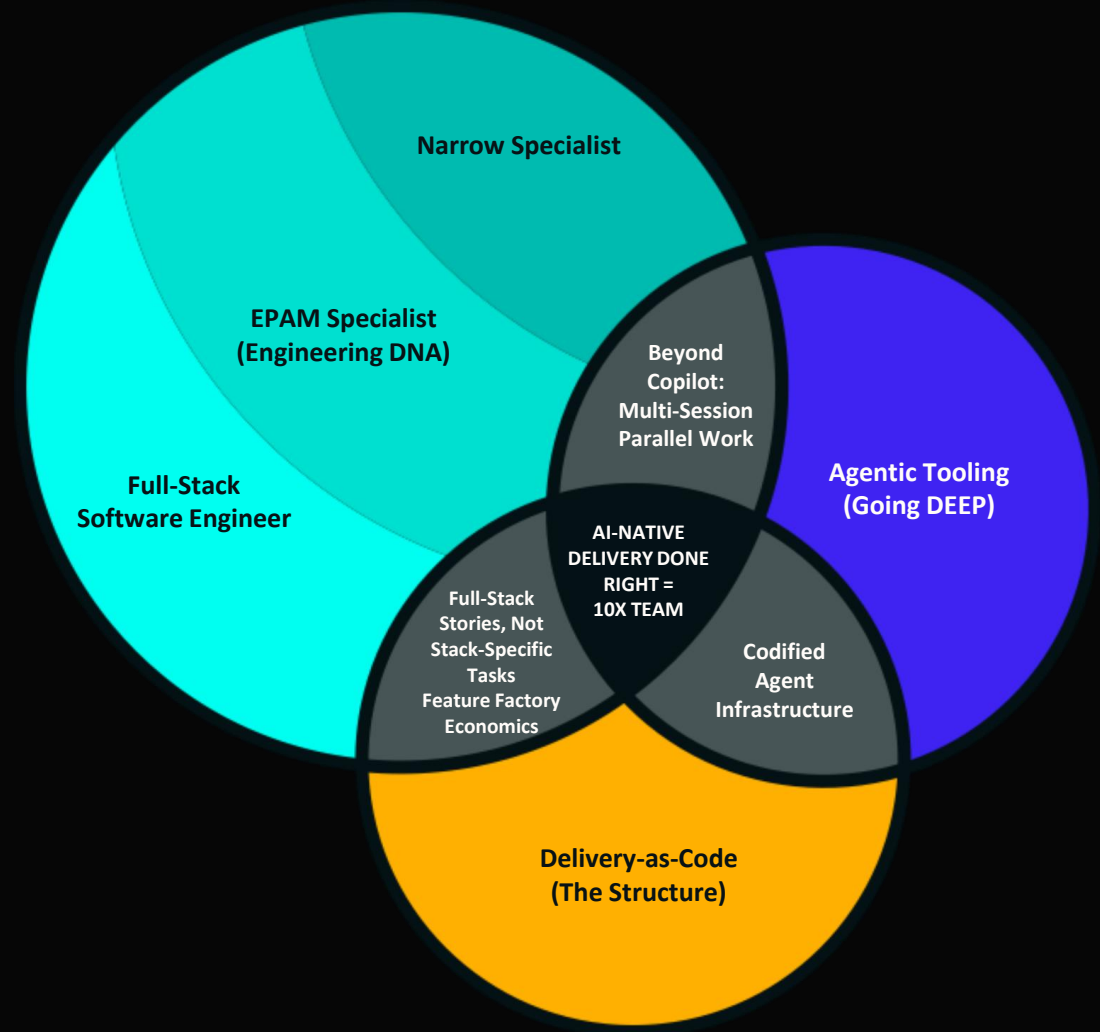 Narrow Specialist
EPAM Specialist
(Engineering DNA)
Beyond
Copilot:
Multi-Session
Parallel Work
Full-Stack
Software Engineer
Agentic Tooling
(Going DEEP)
AI-NATIVE
DELIVERY DONE
RIGHT =
10X TEAM
Full-Stack
Stories, Not
Stack-Specific
Tasks
Feature Factory
Economics
Codified
Agent
Infrastructure
Delivery-as-Code
(The Structure)